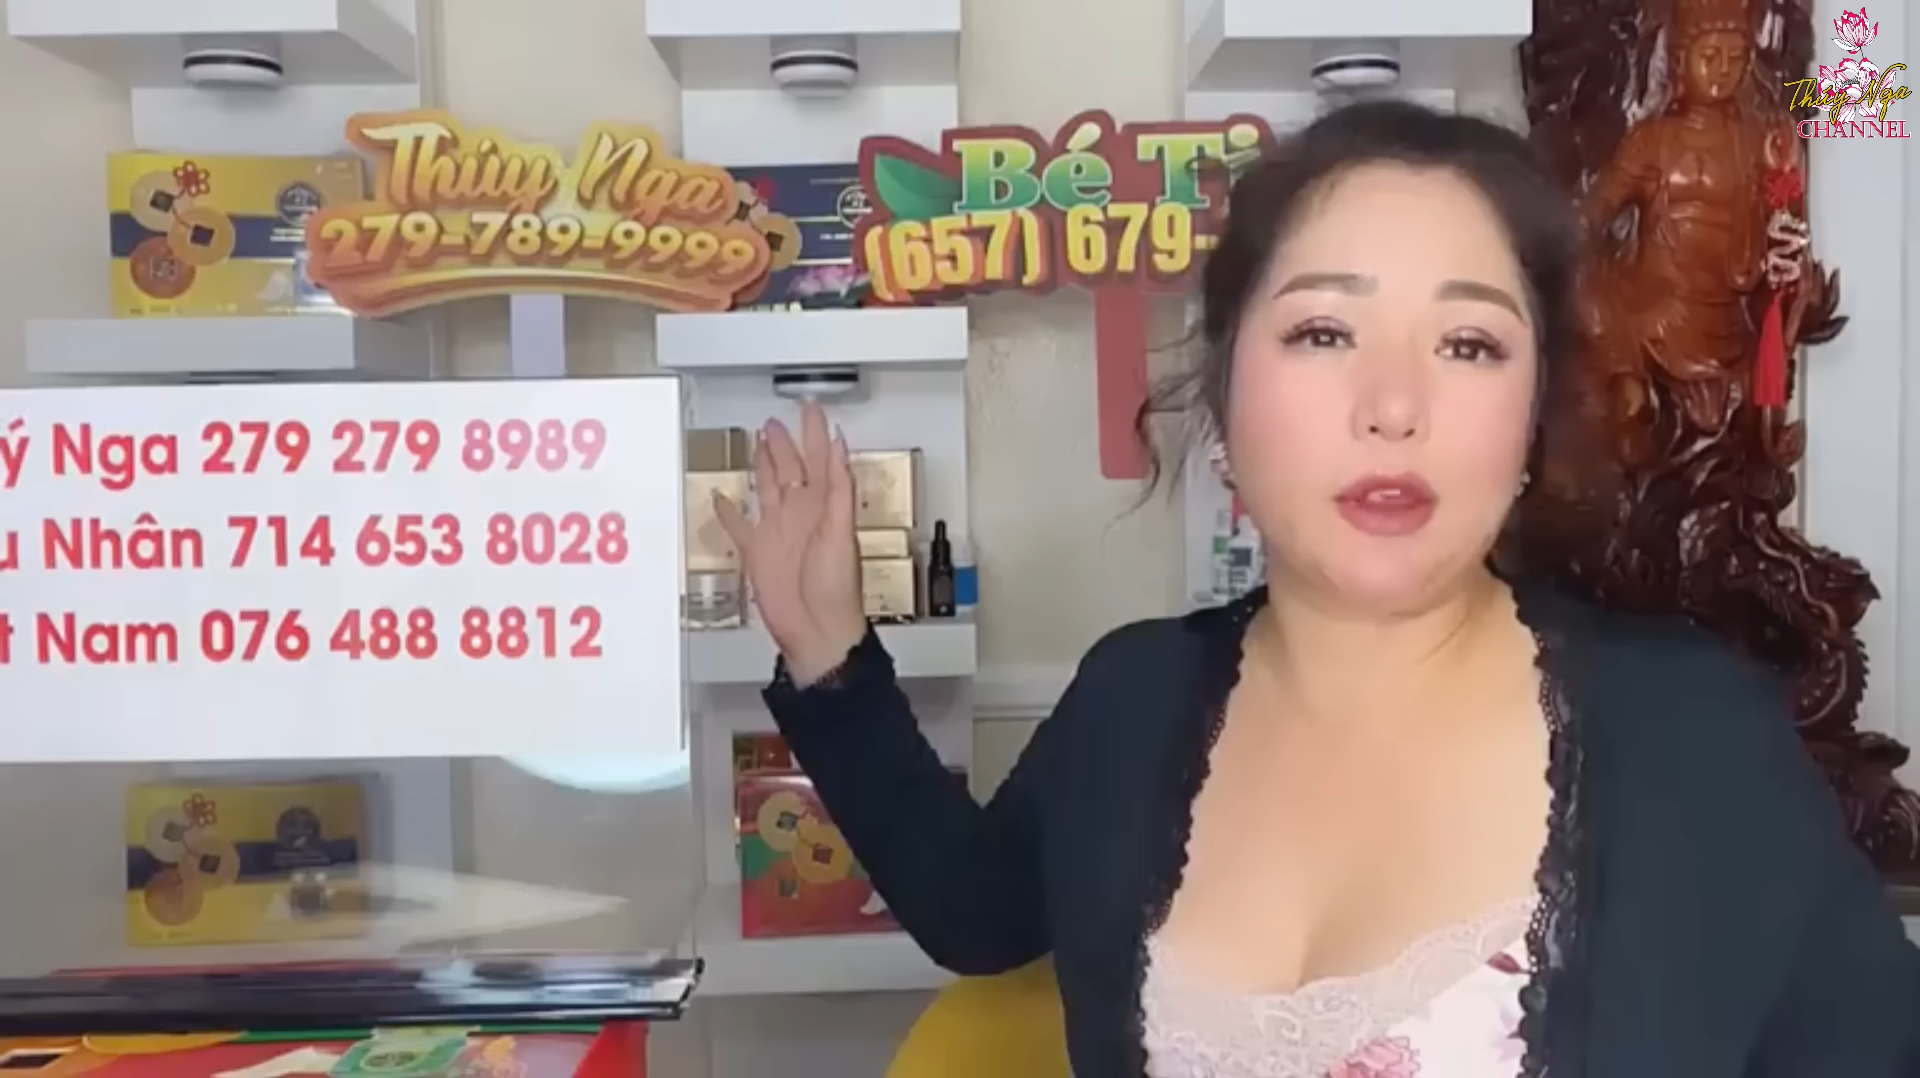 Thúy Nga
CHANNEL
Thúy Nga
279-789-9999
Bé Ti
(657) 679-
ý Nga 279 279 8989
u Nhân 714 653 8028
t Nam 076 488 8812